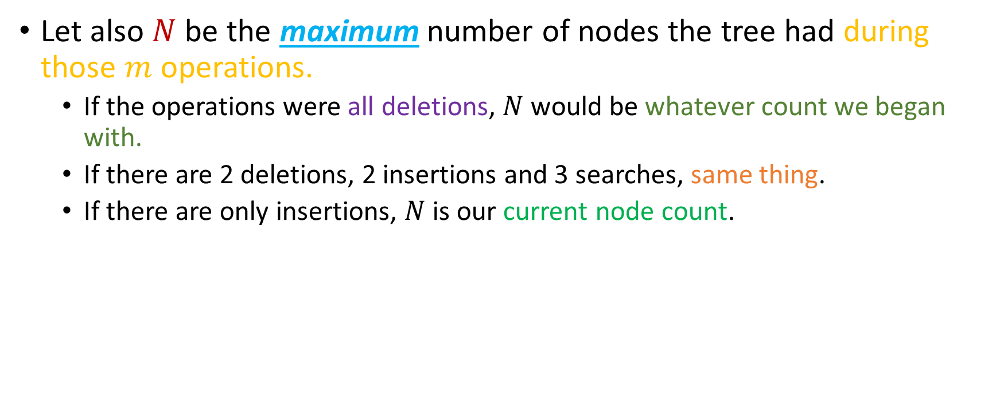 • Let also N be the maximum number of nodes the tree had during
those m operations.
• If the operations were all deletions, N would be whatever count we began
with.
• If there are 2 deletions, 2 insertions and 3 searches, same thing.
• If there are only insertions, N is our current node count.